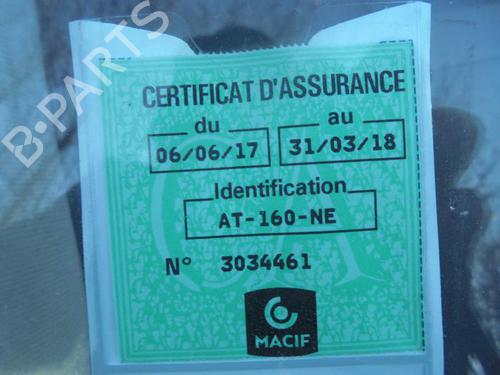 B-PARTS
CERTIFICAT D'ASSURANCE
du au
06/06/17 31/03/18
Identification
AT-160-NE
N° 3034461
MACIF